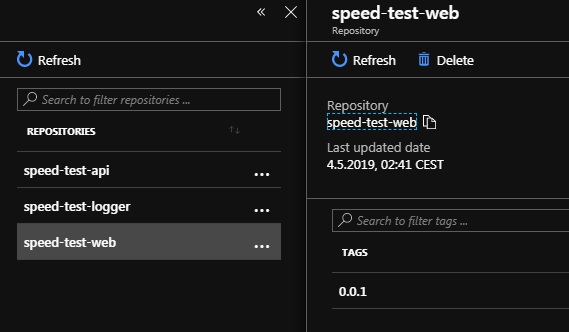 Refresh
Search to filter repositories ...
REPOSITORIES
speed-test-api
...
speed-test-logger
...
speed-test-web
...
speed-test-web
Repository
Refresh
Delete
Repository
speed-test-web
Last updated date
4.5.2019, 02:41 CEST
Search to filter tags ...
TAGS
0.0.1